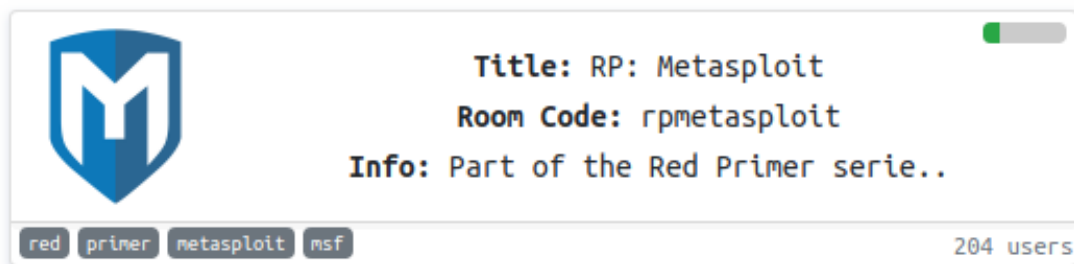 Title: RP: Metasploit
Room Code: rpmetasploit
Info: Part of the Red Primer serie..
red primer metasploit msf
204 users